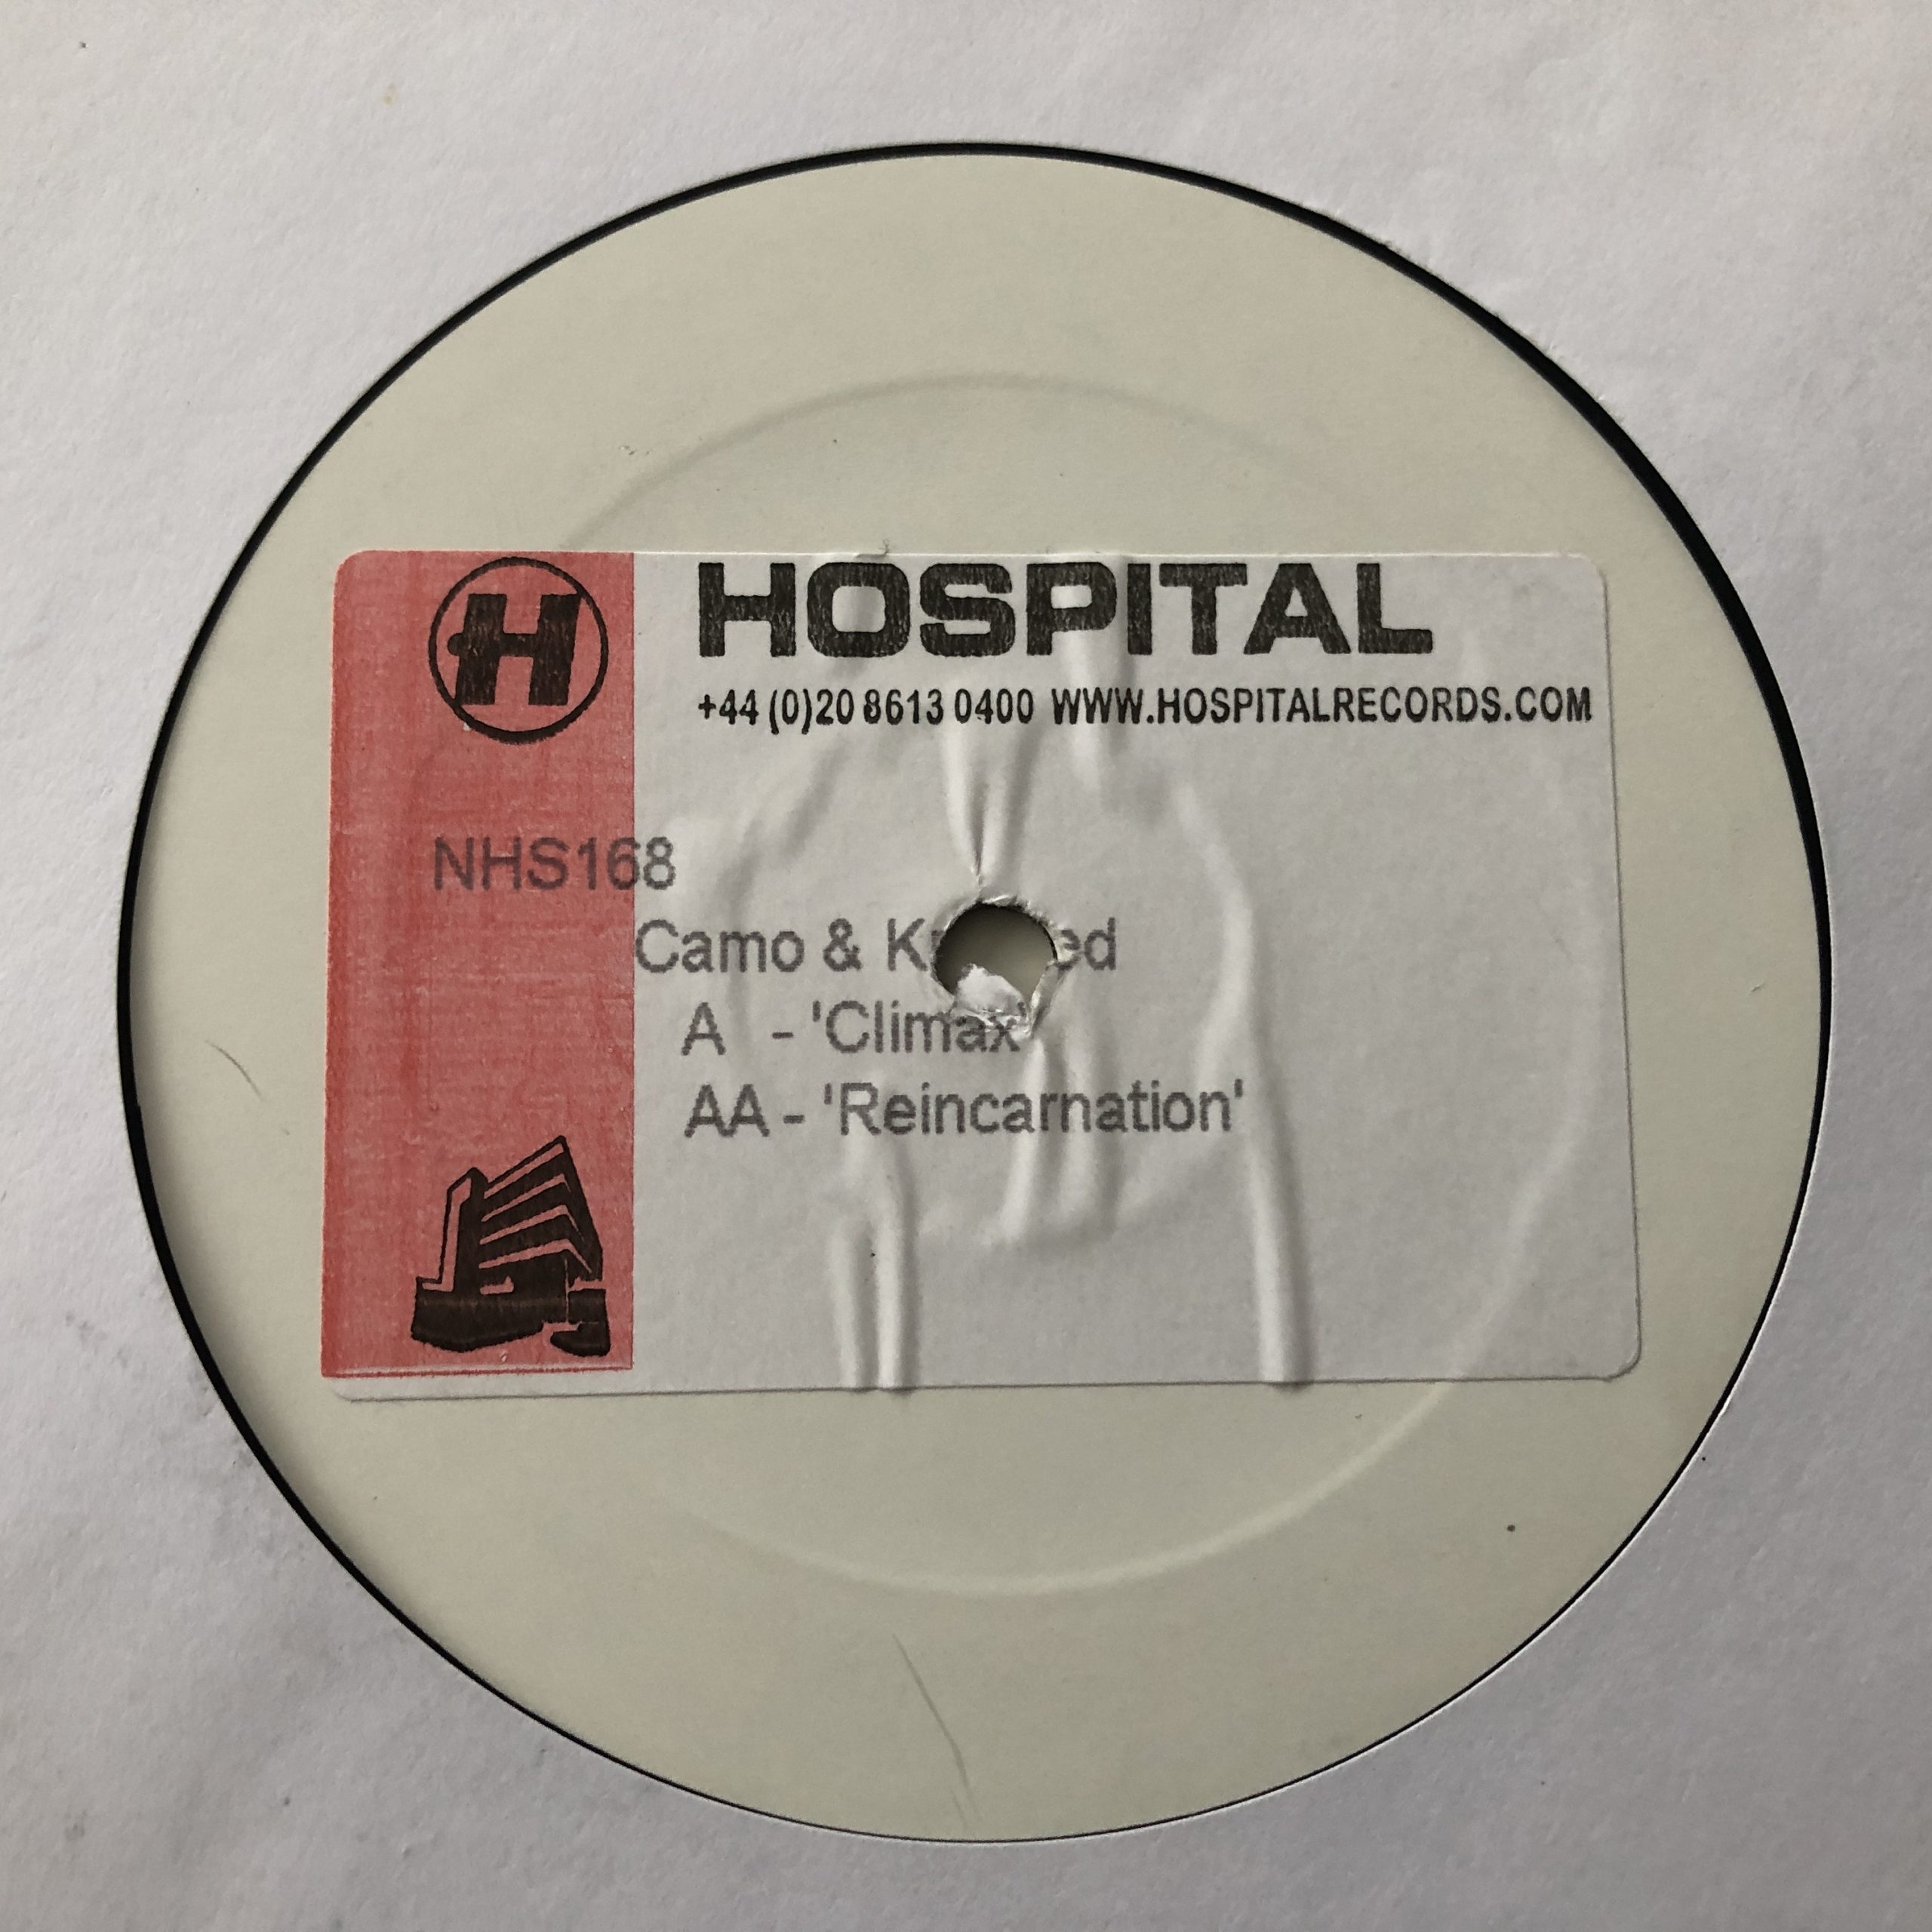 H
HOSPITAL
+44 (0)20 8613 0400 WWW.HOSPITALRECORDS.COM
NHS168
Camo &
A - 'Climax'
AA - 'Reincarnation'